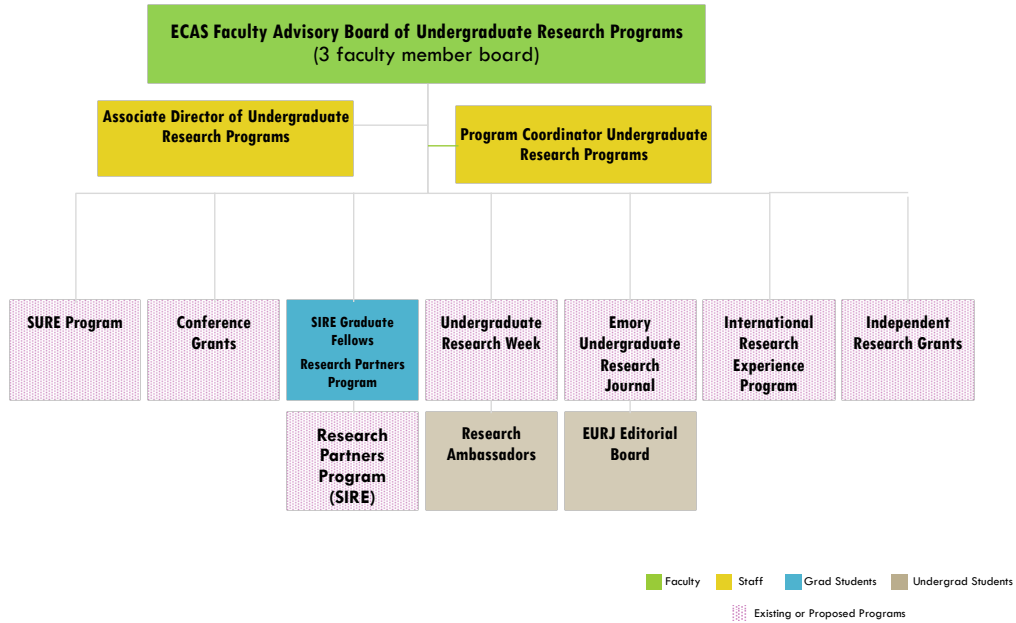 ECAS Faculty Advisory Board of Undergraduate Research Programs
(3 faculty member board)
Associate Director of Undergraduate
Research Programs
Program Coordinator Undergraduate
Research Programs
SURE Program
Conference
Grants
SIRE Graduate
Fellows
Research Partners
Program
Undergraduate
Research Week
Emory
Undergraduate
Research
Journal
International
Research
Experience
Program
Independent
Research Grants
Research
Partners
Program
(SIRE)
Research
Ambassadors
EURJ Editorial
Board
Faculty
Staff
Grad Students
Undergrad Students
Existing or Proposed Programs